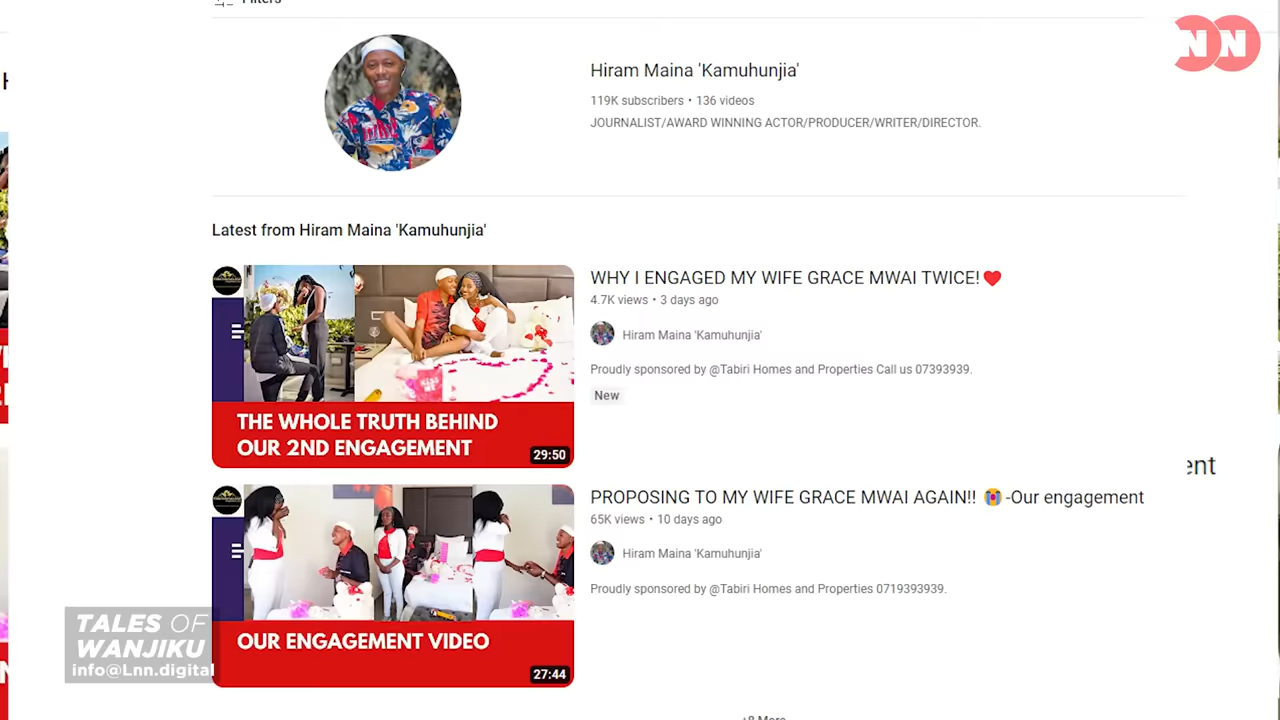 Filters
NN
Hiram Maina 'Kamuhunjia'
119K subscribers • 136 videos
JOURNALIST/AWARD WINNING ACTOR/PRODUCER/WRITER/DIRECTOR.
Latest from Hiram Maina 'Kamuhunjia'
WHY I ENGAGED MY WIFE GRACE MWAI TWICE!❤️
4.7K views • 3 days ago
Hiram Maina 'Kamuhunjia'
Proudly sponsored by @Tabiri Homes and Properties Call us 07393939.
New
THE WHOLE TRUTH BEHIND
OUR 2ND ENGAGEMENT
29:50
ent
PROPOSING TO MY WIFE GRACE MWAI AGAIN!! 😭 -Our engagement
65K views • 10 days ago
Hiram Maina 'Kamuhunjia'
Proudly sponsored by @Tabiri Homes and Properties 0719393939.
OUR ENGAGEMENT VIDEO
27:44
TALES OF
WANJIKU
info@Lnn.digital
+8 More